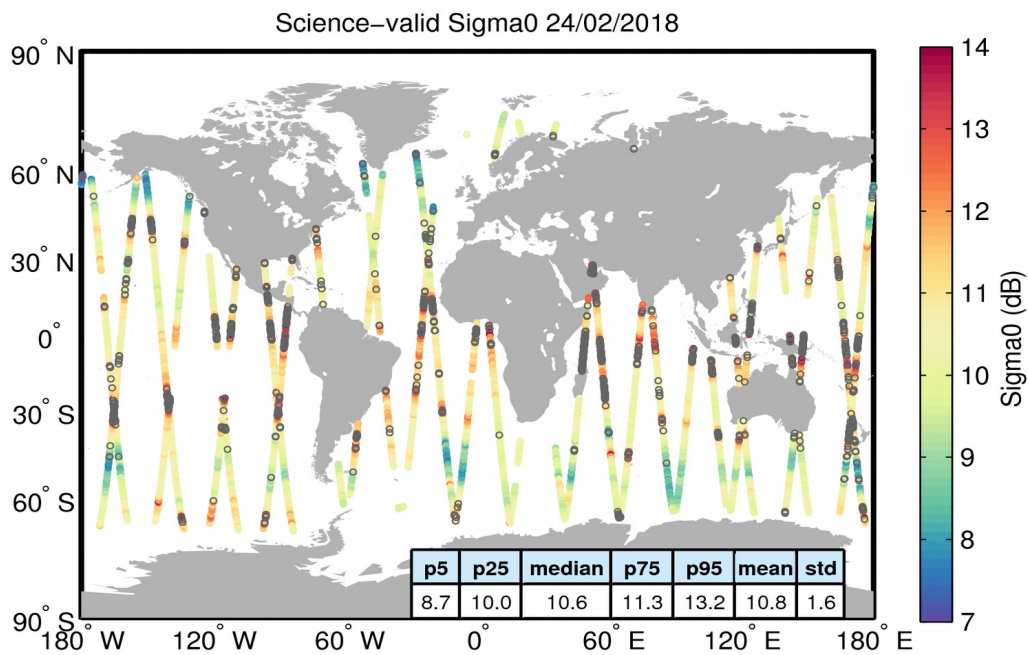 Science−valid Sigma0 24/02/2018
90° N
60° N
30° N
0°
30° S
60° S
90° S
180° W
120° W
60° W
0°
60° E
120° E
180° E
14
13
12
11
10
9
8
7
Sigma0 (dB)
p5 p25 median p75 p95 mean std
8.7 10.0 10.6 11.3 13.2 10.8 1.6